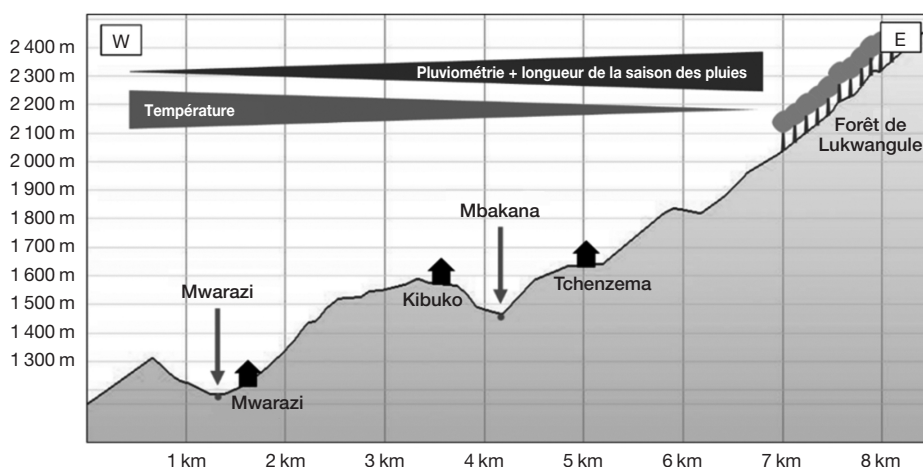 W
E
2 400 m
2 300 m
2 200 m
2 100 m
2 000 m
1 900 m
1 800 m
1 700 m
1 600 m
1 500 m
1 400 m
1 300 m
Pluviométrie + longueur de la saison des pluies
Température
Forêt de
Lukwangule
Mbakana
Tchenzema
Mwarazi
Kibuko
Mwarazi
1 km
2 km
3 km
4 km
5 km
6 km
7 km
8 km